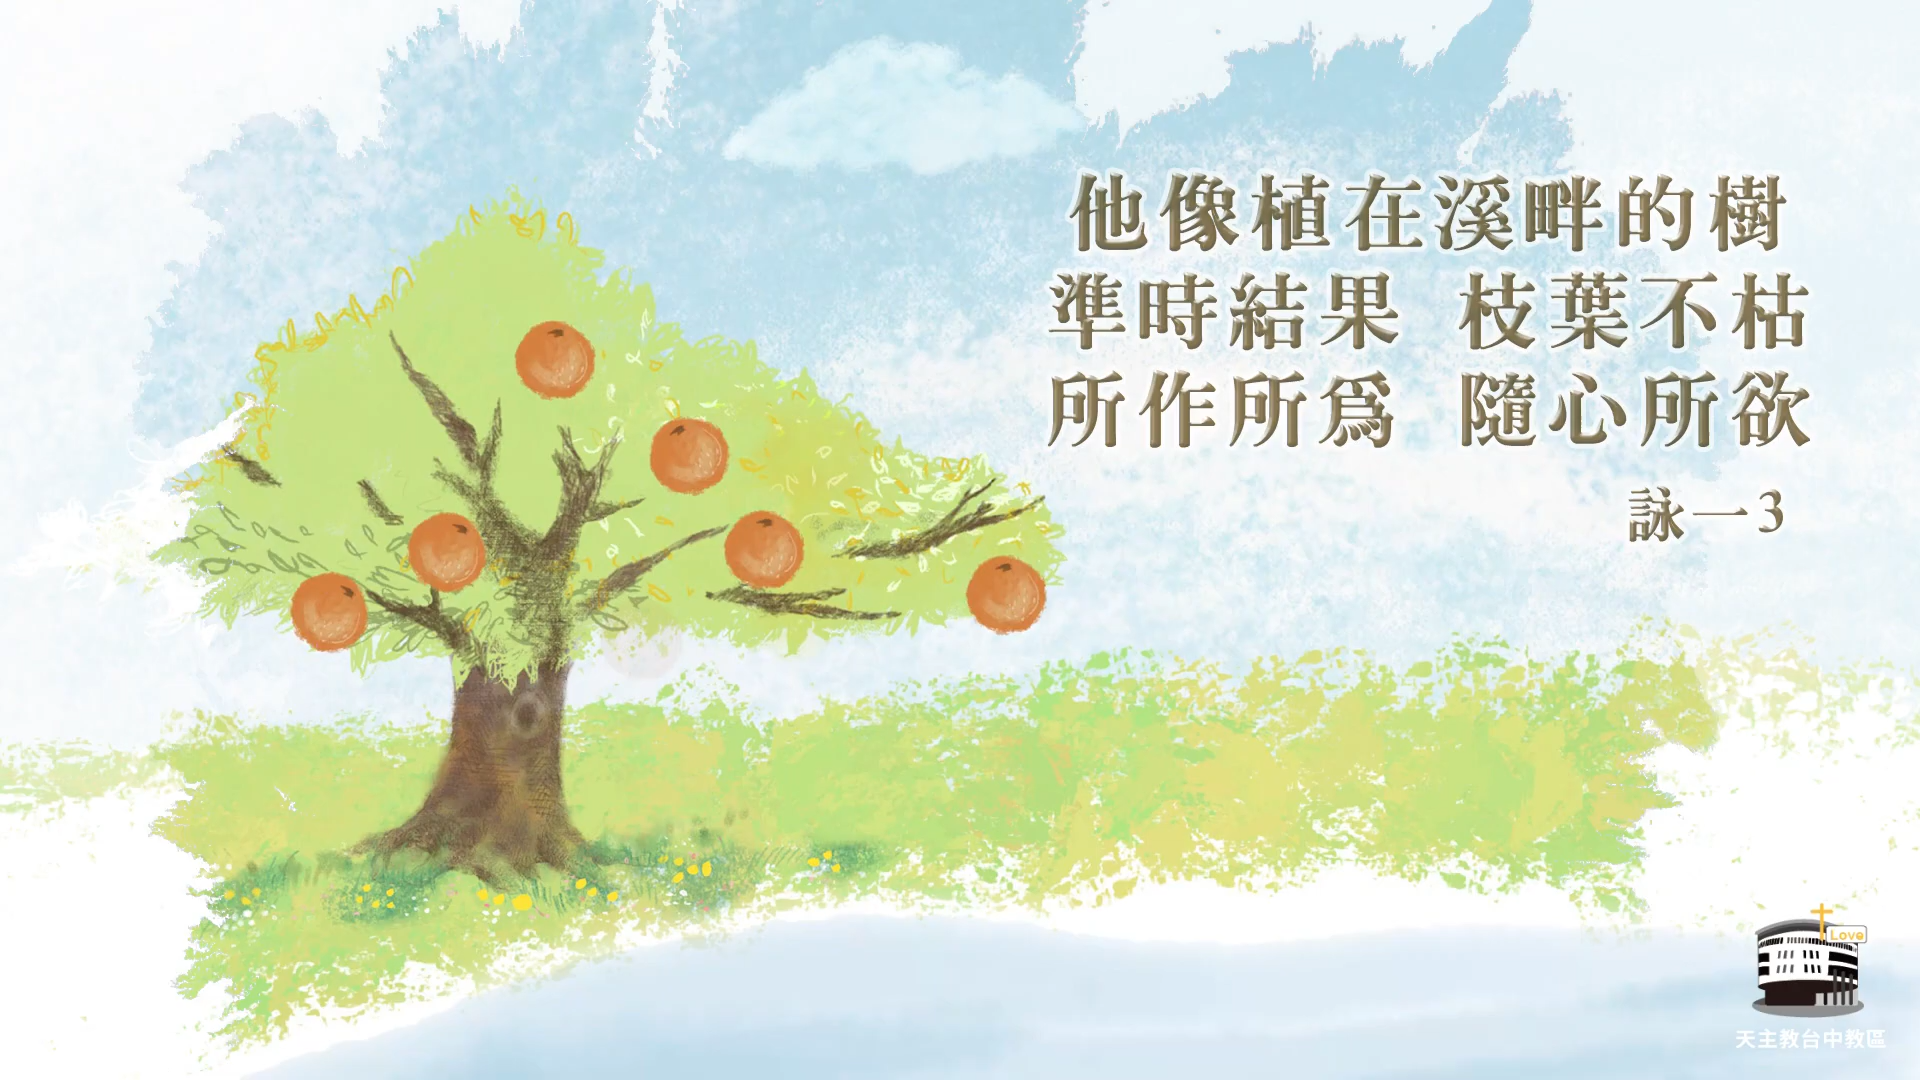 他像植在溪畔的樹
準時結果 枝葉不枯
所作所爲 隨心所欲
詠一3
Love
天主教台中教區